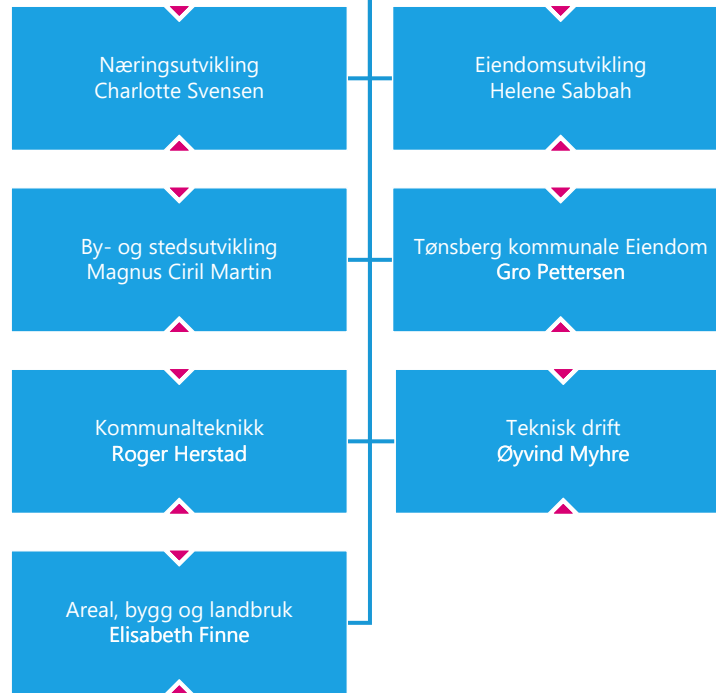 Næringsutvikling
Charlotte Svensen
Eiendomsutvikling
Helene Sabbah
By- og stedsutvikling
Magnus Ciril Martin
Tønsberg kommunale Eiendom
Gro Pettersen
Kommunalteknikk
Roger Herstad
Teknisk drift
Øyvind Myhre
Areal, bygg og landbruk
Elisabeth Finne